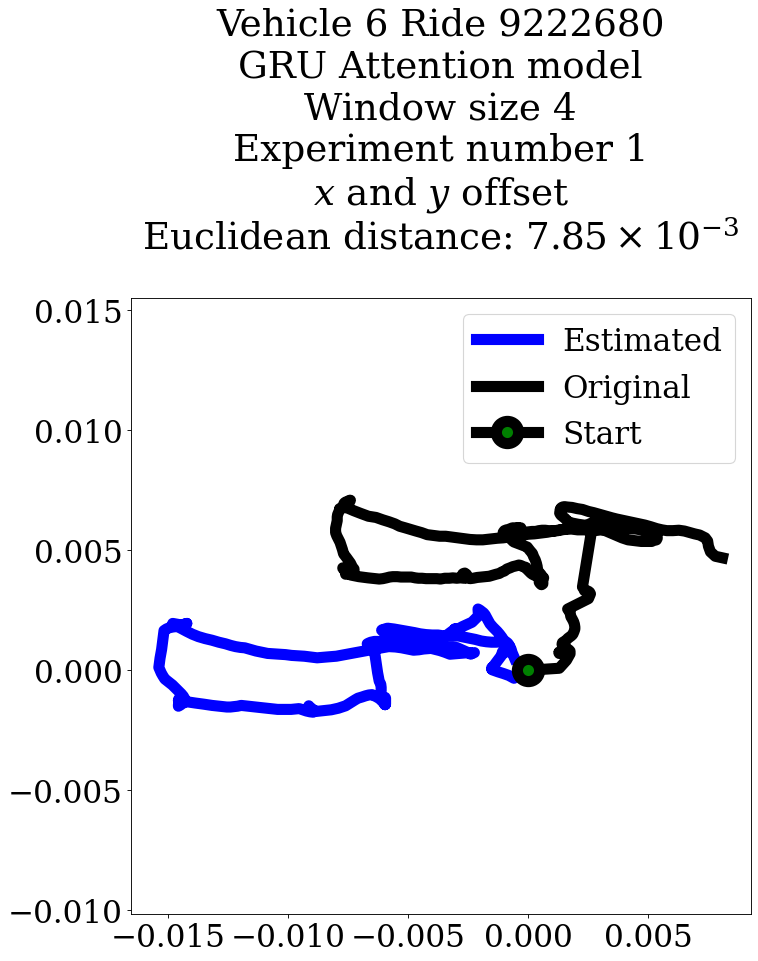 Vehicle 6 Ride 9222680
GRU Attention model
Window size 4
Experiment number 1
x and y offset
Euclidean distance: 7.85 × 10⁻³
0.015
0.010
0.005
0.000
−0.005
−0.010
Estimated
Original
Start
−0.015 −0.010 −0.005 0.000 0.005